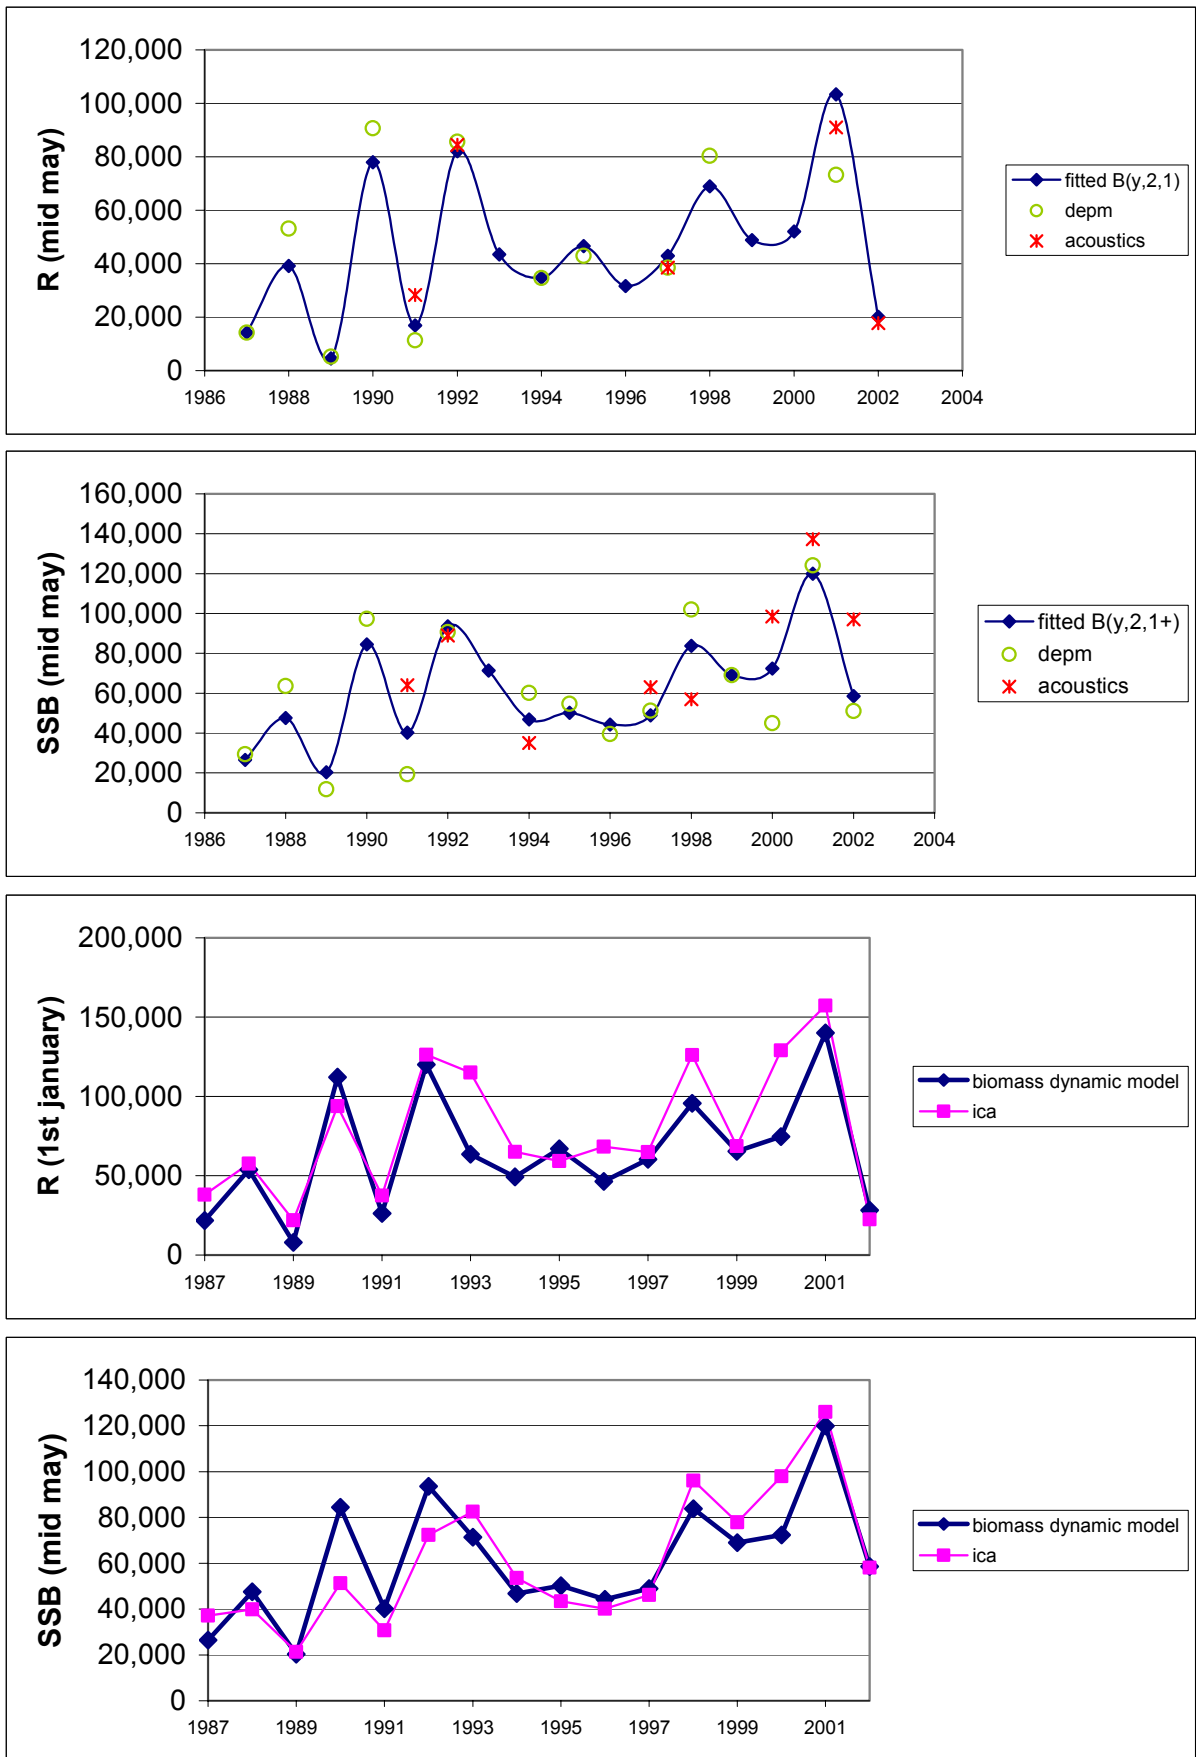 120,000
100,000
80,000
60,000
40,000
20,000
0
R (mid may)
1986 1988 1990 1992 1994 1996 1998 2000 2002 2004
fitted B(y,2,1)
depm
acoustics
160,000
140,000
120,000
100,000
80,000
60,000
40,000
20,000
0
SSB (mid may)
1986 1988 1990 1992 1994 1996 1998 2000 2002 2004
fitted B(y,2,1+)
depm
acoustics
200,000
150,000
100,000
50,000
0
R (1st january)
1987 1989 1991 1993 1995 1997 1999 2001
biomass dynamic model
ica
140,000
120,000
100,000
80,000
60,000
40,000
20,000
0
SSB (mid may)
1987 1989 1991 1993 1995 1997 1999 2001
biomass dynamic model
ica